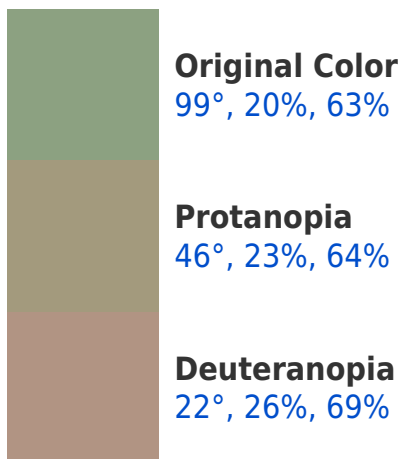 Original Color
99°, 20%, 63%
Protanopia
46°, 23%, 64%
Deuteranopia
22°, 26%, 69%